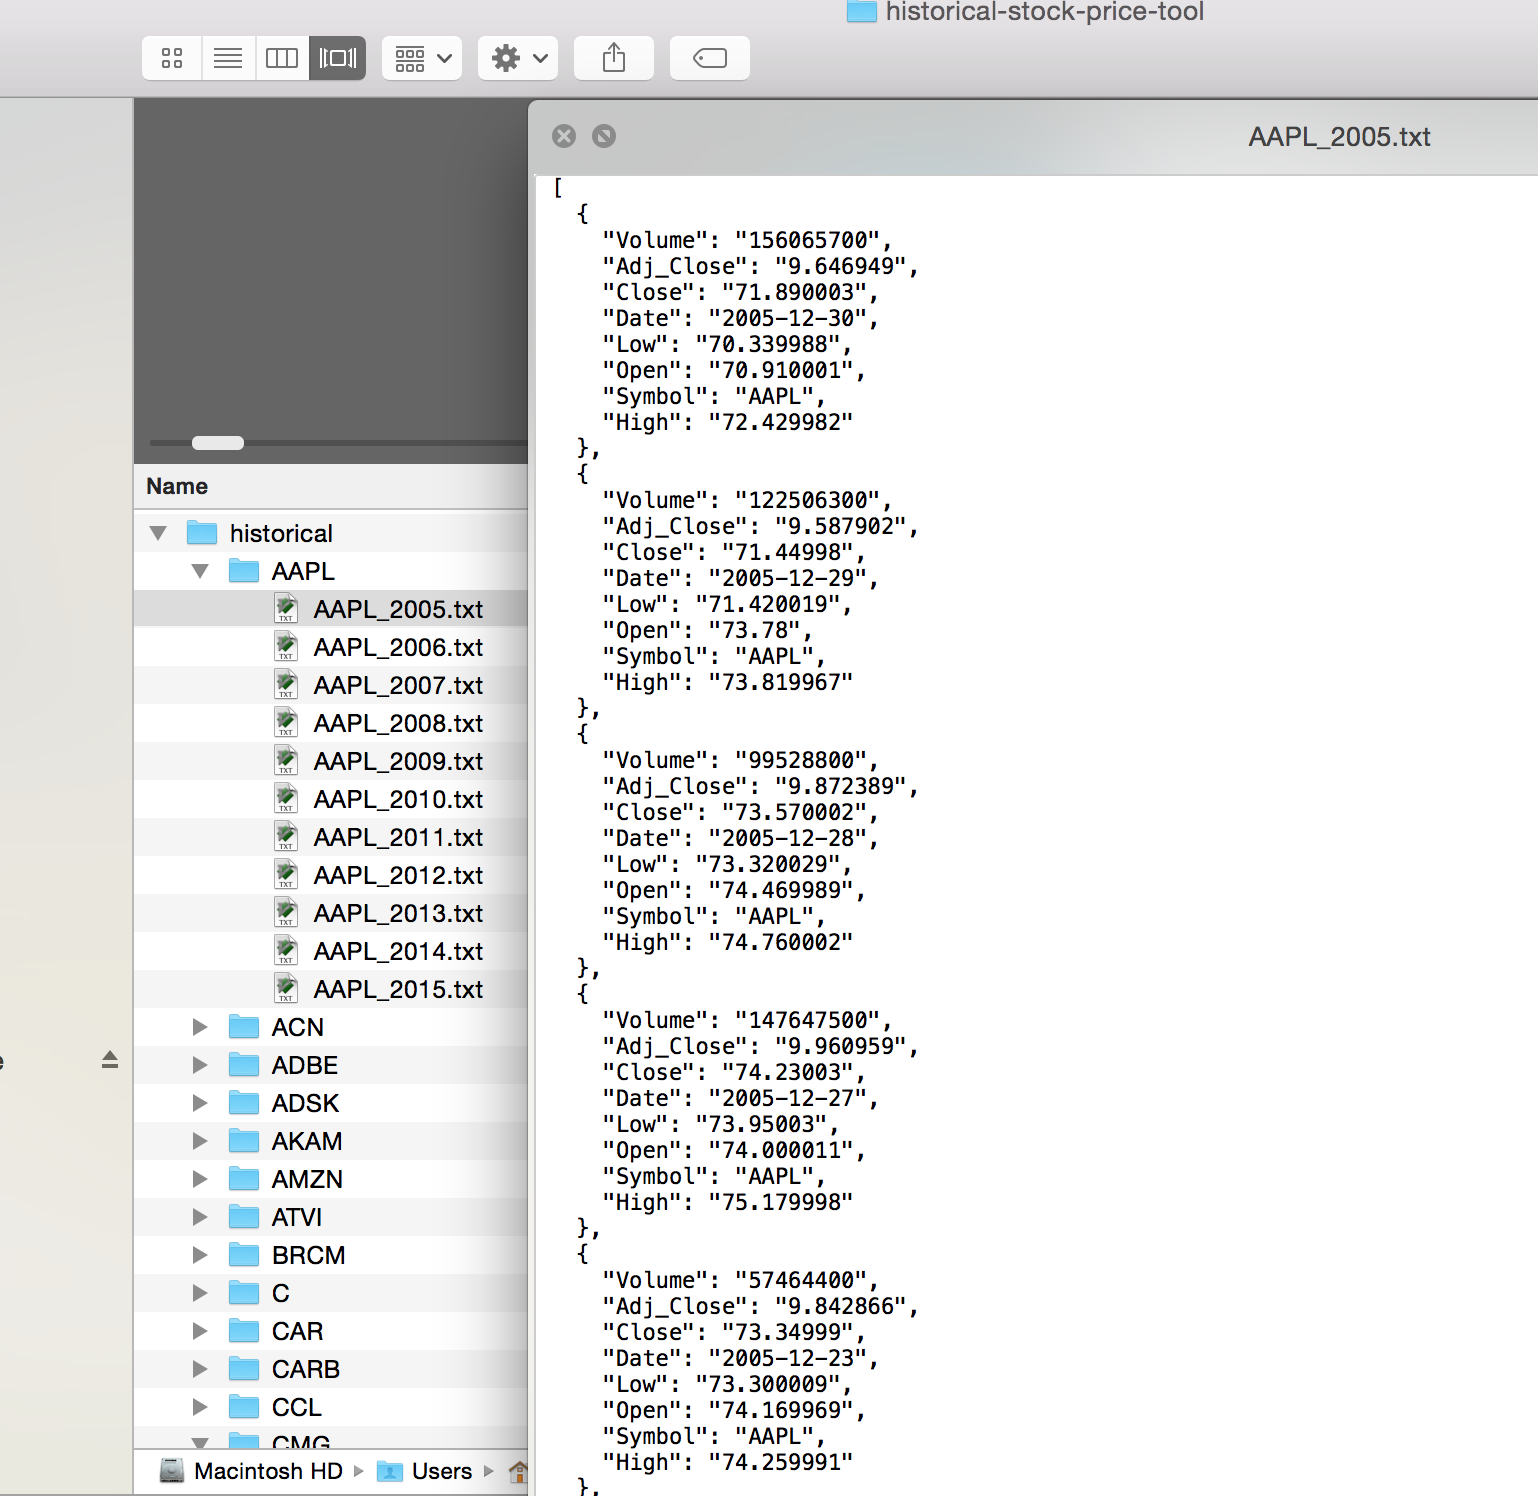 historical-stock-price-tool
AAPL_2005.txt
Name
historical
AAPL
AAPL_2005.txt
AAPL_2006.txt
AAPL_2007.txt
AAPL_2008.txt
AAPL_2009.txt
AAPL_2010.txt
AAPL_2011.txt
AAPL_2012.txt
AAPL_2013.txt
AAPL_2014.txt
AAPL_2015.txt
ACN
ADBE
ADSK
AKAM
AMZN
ATVI
BRCM
C
CAR
CARB
CCL
CMG
Macintosh HD
Users
[
{
"Volume": "156065700",
"Adj_Close": "9.646949",
"Close": "71.890003",
"Date": "2005-12-30",
"Low": "70.339988",
"Open": "70.910001",
"Symbol": "AAPL",
"High": "72.429982"
},
{
"Volume": "122506300",
"Adj_Close": "9.587902",
"Close": "71.44998",
"Date": "2005-12-29",
"Low": "71.420019",
"Open": "73.78",
"Symbol": "AAPL",
"High": "73.819967"
},
{
"Volume": "99528800",
"Adj_Close": "9.872389",
"Close": "73.570002",
"Date": "2005-12-28",
"Low": "73.320029",
"Open": "74.469989",
"Symbol": "AAPL",
"High": "74.760002"
},
{
"Volume": "147647500",
"Adj_Close": "9.960959",
"Close": "74.23003",
"Date": "2005-12-27",
"Low": "73.95003",
"Open": "74.000011",
"Symbol": "AAPL",
"High": "75.179998"
},
{
"Volume": "57464400",
"Adj_Close": "9.842866",
"Close": "73.34999",
"Date": "2005-12-23",
"Low": "73.300009",
"Open": "74.169969",
"Symbol": "AAPL",
"High": "74.259991"
},